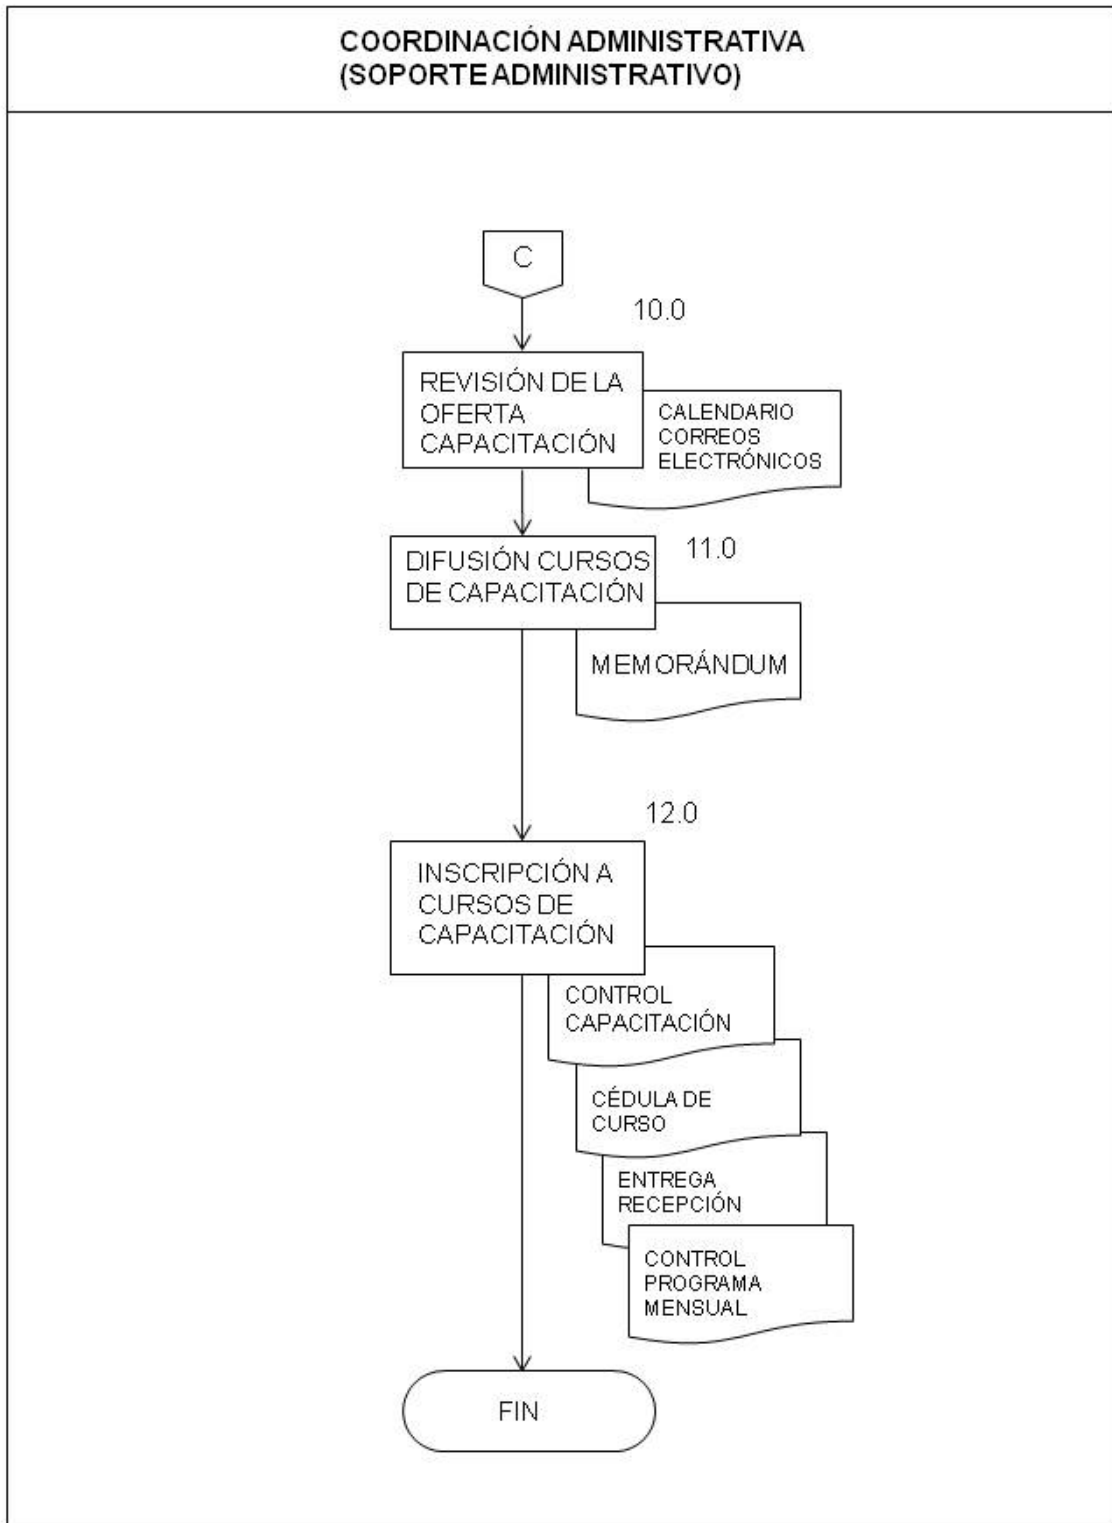 COORDINACIÓN ADMINISTRATIVA
(SOPORTE ADMINISTRATIVO)
C
10.0
REVISIÓN DE LA
OFERTA
CAPACITACIÓN
CALENDARIO
CORREOS
ELECTRÓNICOS
11.0
DIFUSIÓN CURSOS
DE CAPACITACIÓN
MEMORÁNDUM
12.0
INSCRIPCIÓN A
CURSOS DE
CAPACITACIÓN
CONTROL
CAPACITACIÓN
CÉDULA DE
CURSO
ENTREGA
RECEPCIÓN
CONTROL
PROGRAMA
MENSUAL
FIN